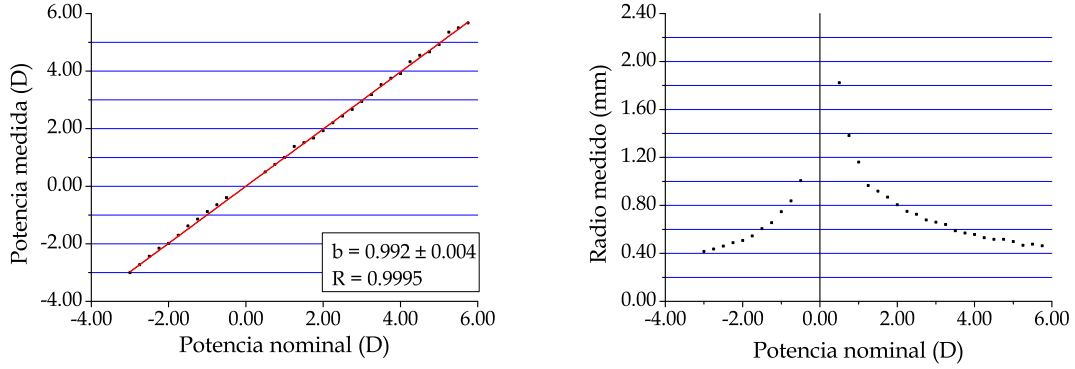 6.00
4.00
2.00
0.00
-2.00
-4.00
-4.00 -2.00 0.00 2.00 4.00 6.00
Potencia medida (D)
Potencia nominal (D)
b = 0.992 ± 0.004
R = 0.9995
2.40
2.00
1.60
1.20
0.80
0.40
0.00
-4.00 -2.00 0.00 2.00 4.00 6.00
Radio medido (mm)
Potencia nominal (D)